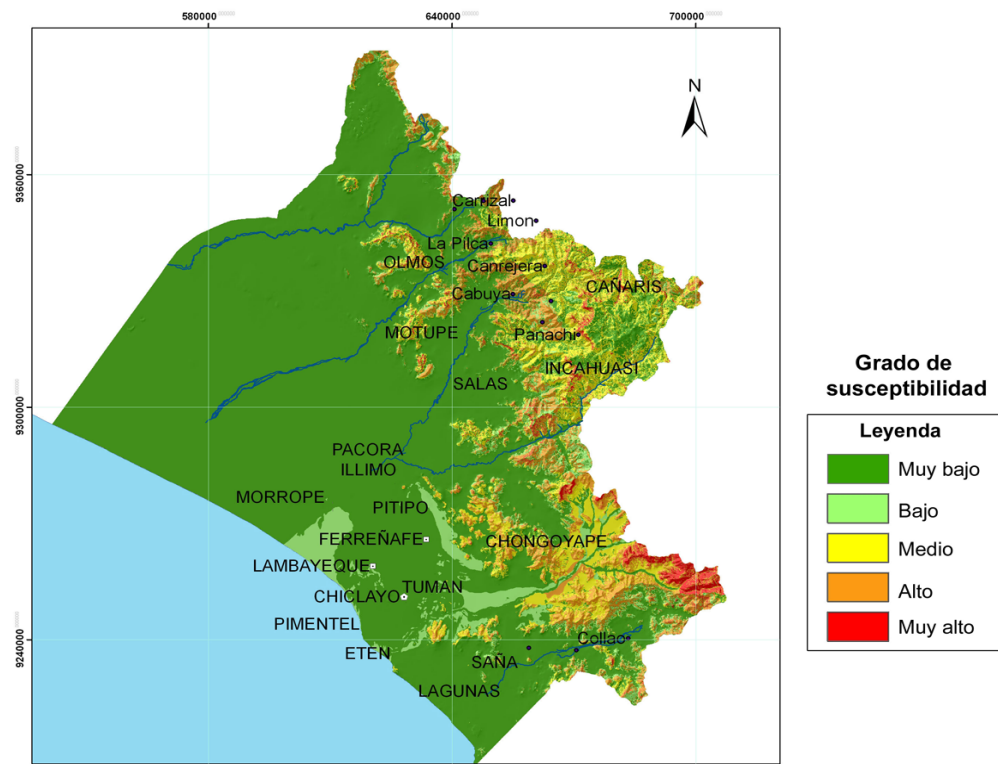 580000
6400000
700000
N
9360000
Carrizal
Limon
La Pilca
OLMOS
Canrejera
CAÑARIS
Cabuya
MOTUPE
Panachi
INCAHUASI
SALAS
9300000
PACORA
ILLIMO
MORROPE
PITIPO
FERREÑAFE
CHONGOYAPE
LAMBAYEQUE
TUMAN
CHICLAYO
PIMENTEL
9240000
Collao
ETEN
SAÑA
LAGUNAS
Grado de
susceptibilidad
Leyenda
Muy bajo
Bajo
Medio
Alto
Muy alto